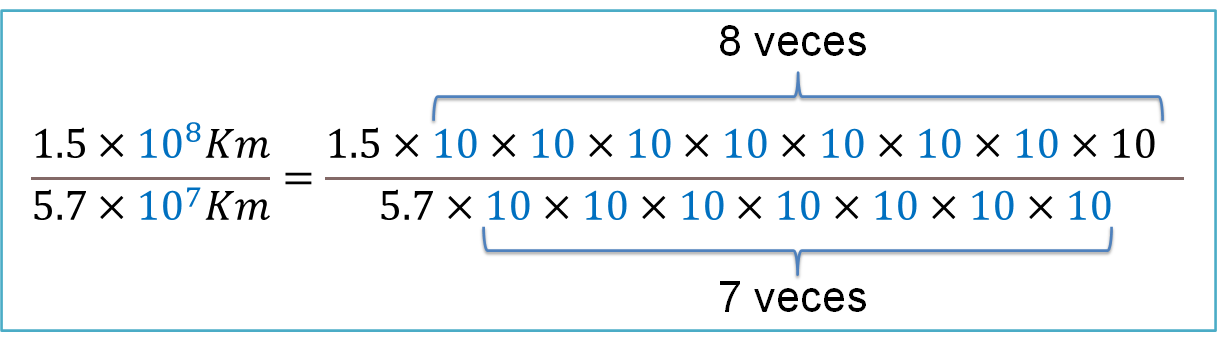 8 veces
1.5 × 10⁸Km / 5.7 × 10⁷Km = 1.5 × 10 × 10 × 10 × 10 × 10 × 10 × 10 × 10 / 5.7 × 10 × 10 × 10 × 10 × 10 × 10 × 10
7 veces